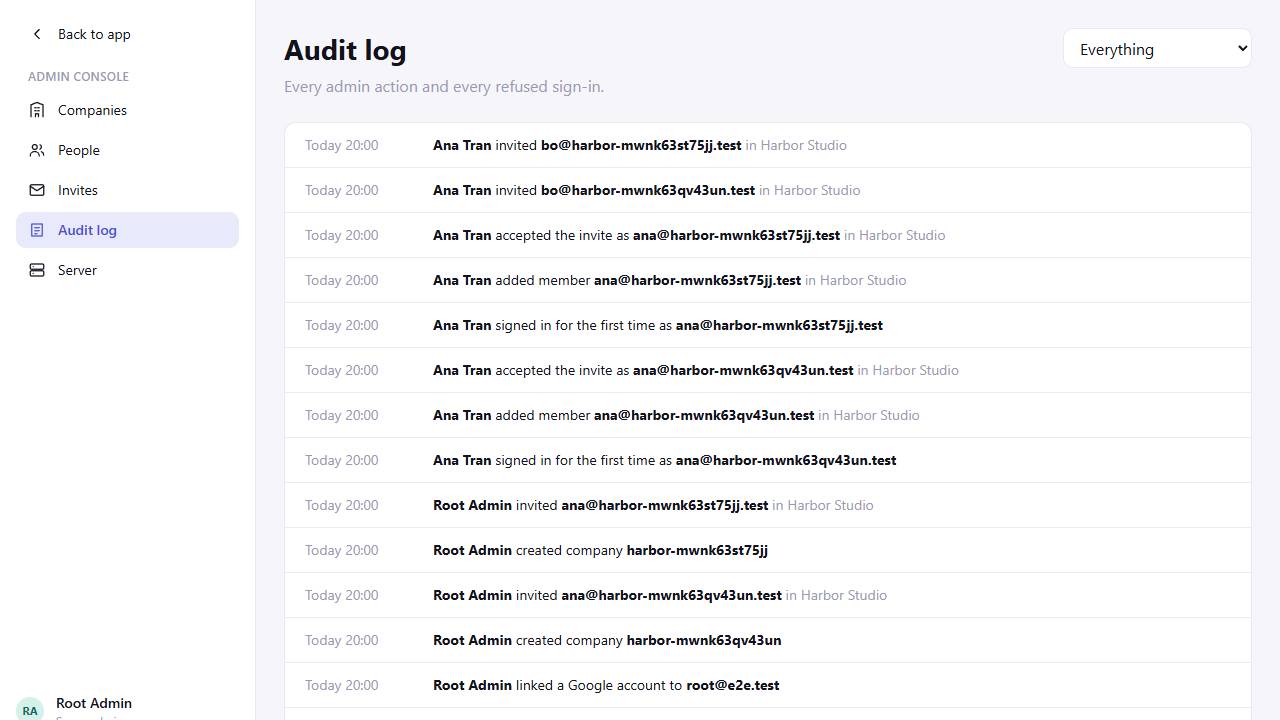 Back to app
ADMIN CONSOLE
Companies
People
Invites
Audit log
Server
RA
Root Admin
Audit log
Everything
Every admin action and every refused sign-in.
Today 20:00 Ana Tran invited bo@harbor-mwnk63st75jj.test in Harbor Studio
Today 20:00 Ana Tran invited bo@harbor-mwnk63qv43un.test in Harbor Studio
Today 20:00 Ana Tran accepted the invite as ana@harbor-mwnk63st75jj.test in Harbor Studio
Today 20:00 Ana Tran added member ana@harbor-mwnk63st75jj.test in Harbor Studio
Today 20:00 Ana Tran signed in for the first time as ana@harbor-mwnk63st75jj.test
Today 20:00 Ana Tran accepted the invite as ana@harbor-mwnk63qv43un.test in Harbor Studio
Today 20:00 Ana Tran added member ana@harbor-mwnk63qv43un.test in Harbor Studio
Today 20:00 Ana Tran signed in for the first time as ana@harbor-mwnk63qv43un.test
Today 20:00 Root Admin invited ana@harbor-mwnk63st75jj.test in Harbor Studio
Today 20:00 Root Admin created company harbor-mwnk63st75jj
Today 20:00 Root Admin invited ana@harbor-mwnk63qv43un.test in Harbor Studio
Today 20:00 Root Admin created company harbor-mwnk63qv43un
Today 20:00 Root Admin linked a Google account to root@e2e.test